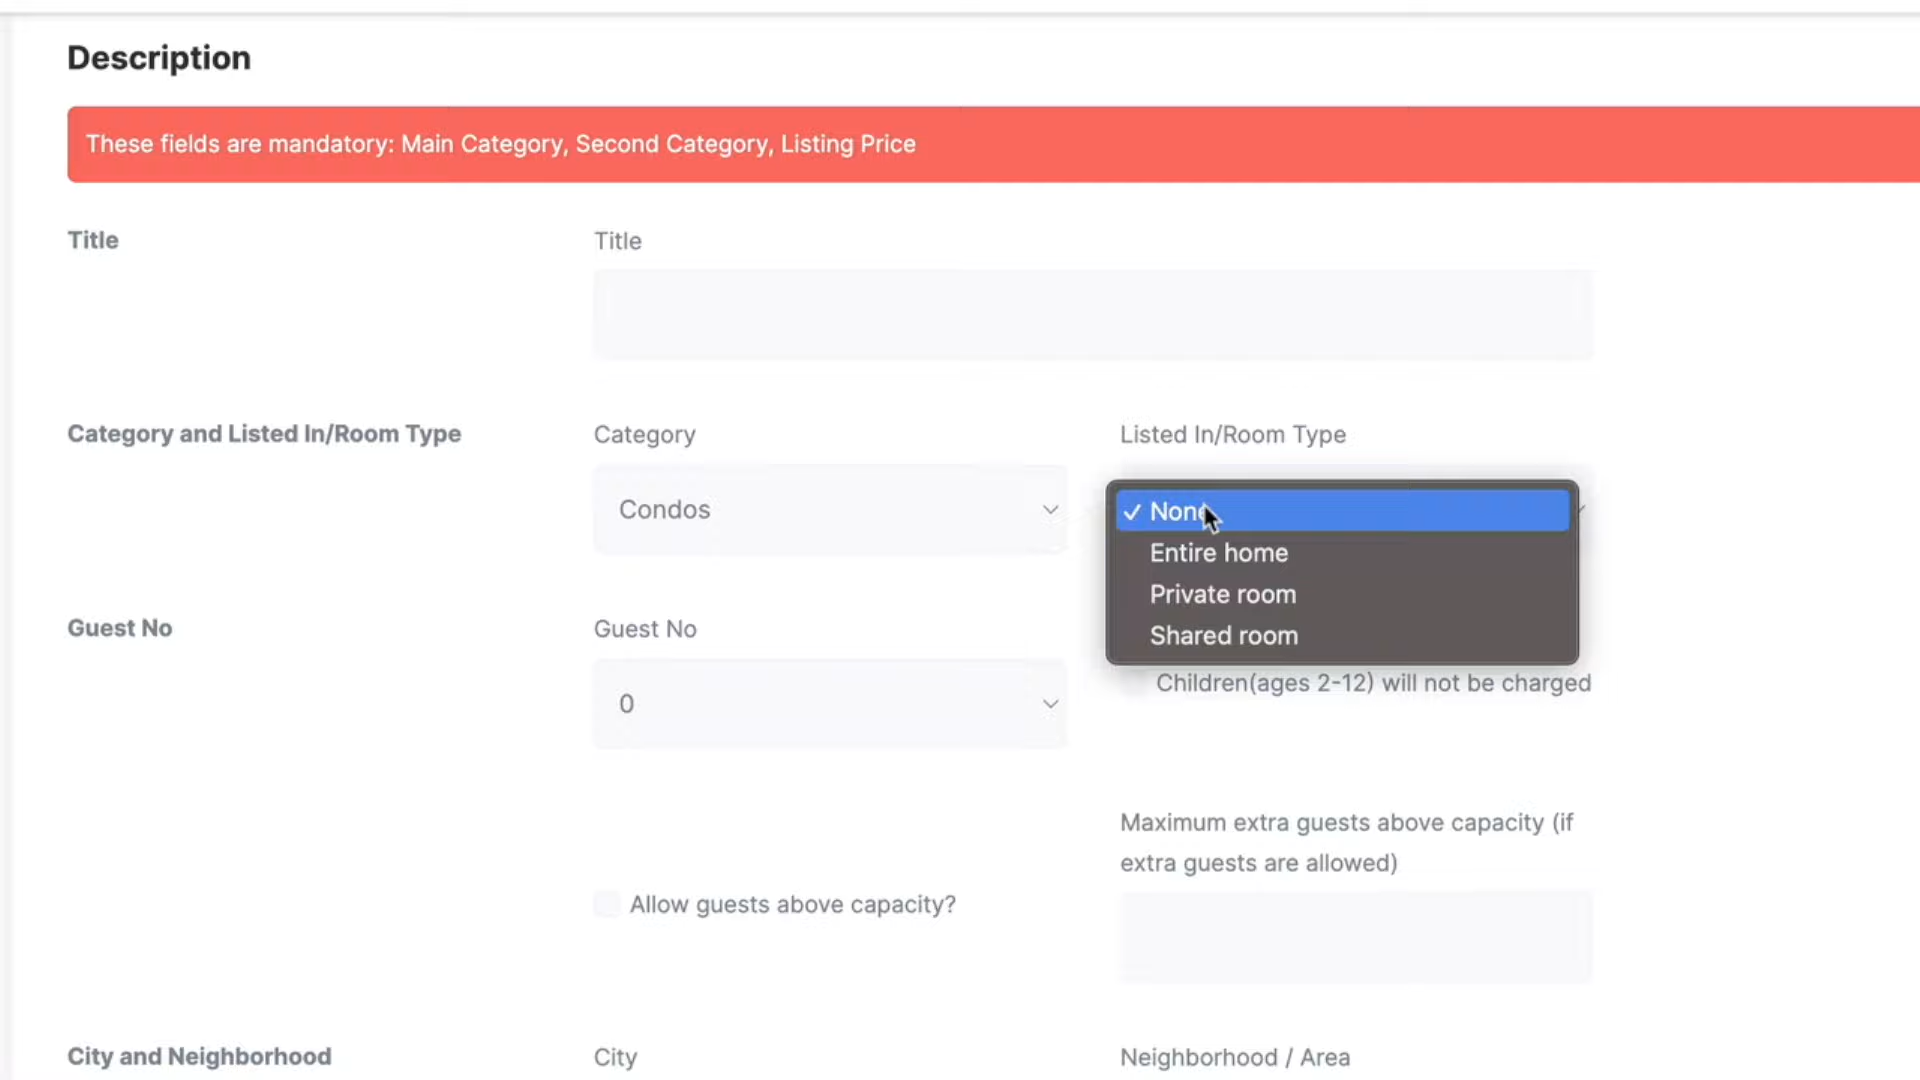 Description
These fields are mandatory: Main Category, Second Category, Listing Price
Title
Title
Category and Listed In/Room Type
Category
Listed In/Room Type
Condos
✓ None
Entire home
Private room
Shared room
Guest No
Guest No
0
Children(ages 2-12) will not be charged
Maximum extra guests above capacity (if
extra guests are allowed)
Allow guests above capacity?
City and Neighborhood
City
Neighborhood / Area